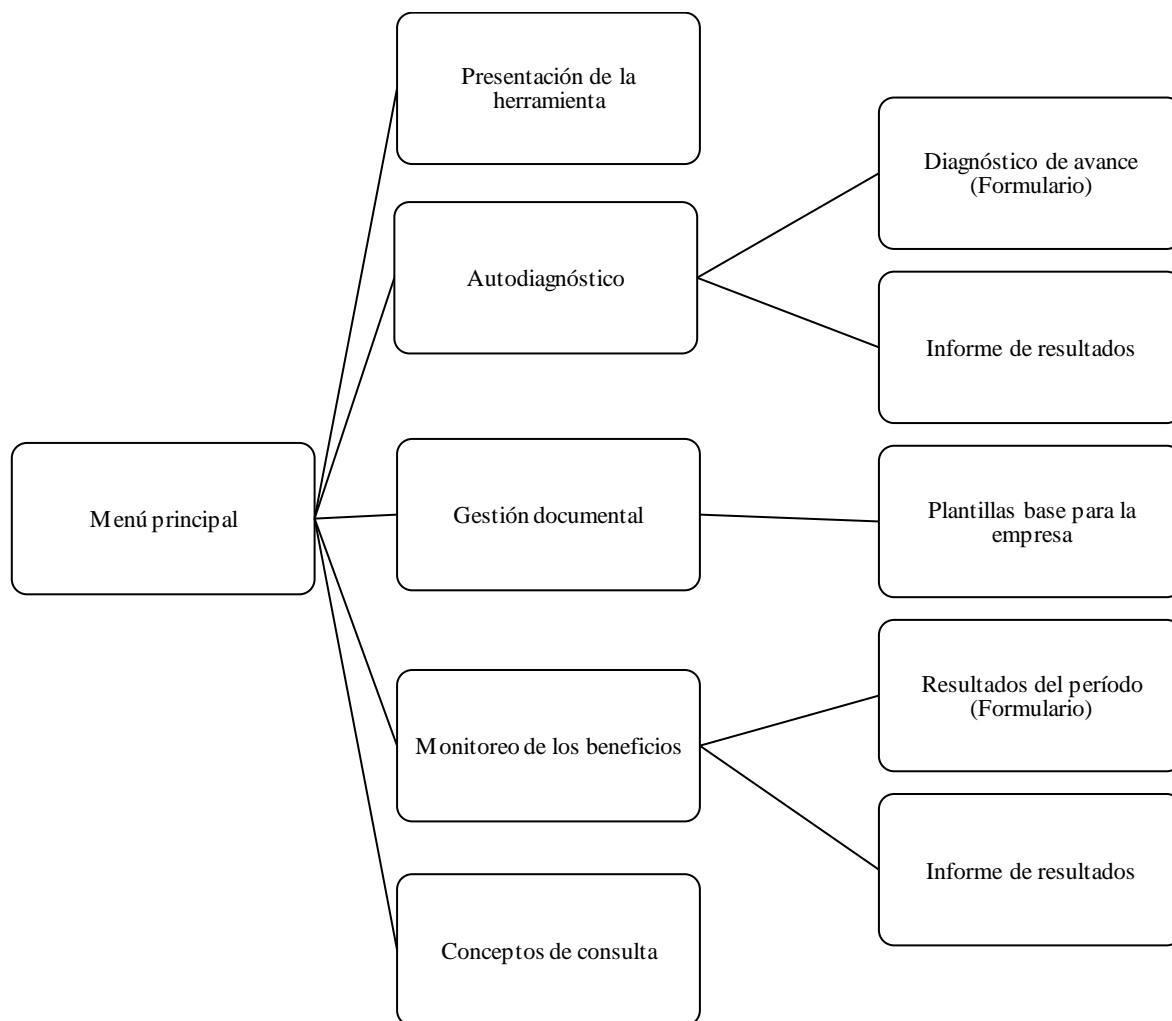 Presentación de la
herramienta
Diagnóstico de avance
(Formulario)
Autodiagnóstico
Informe de resultados
Menú principal
Gestión documental
Plantillas base para la
empresa
Resultados del período
(Formulario)
Monitoreo de los beneficios
Informe de resultados
Conceptos de consulta